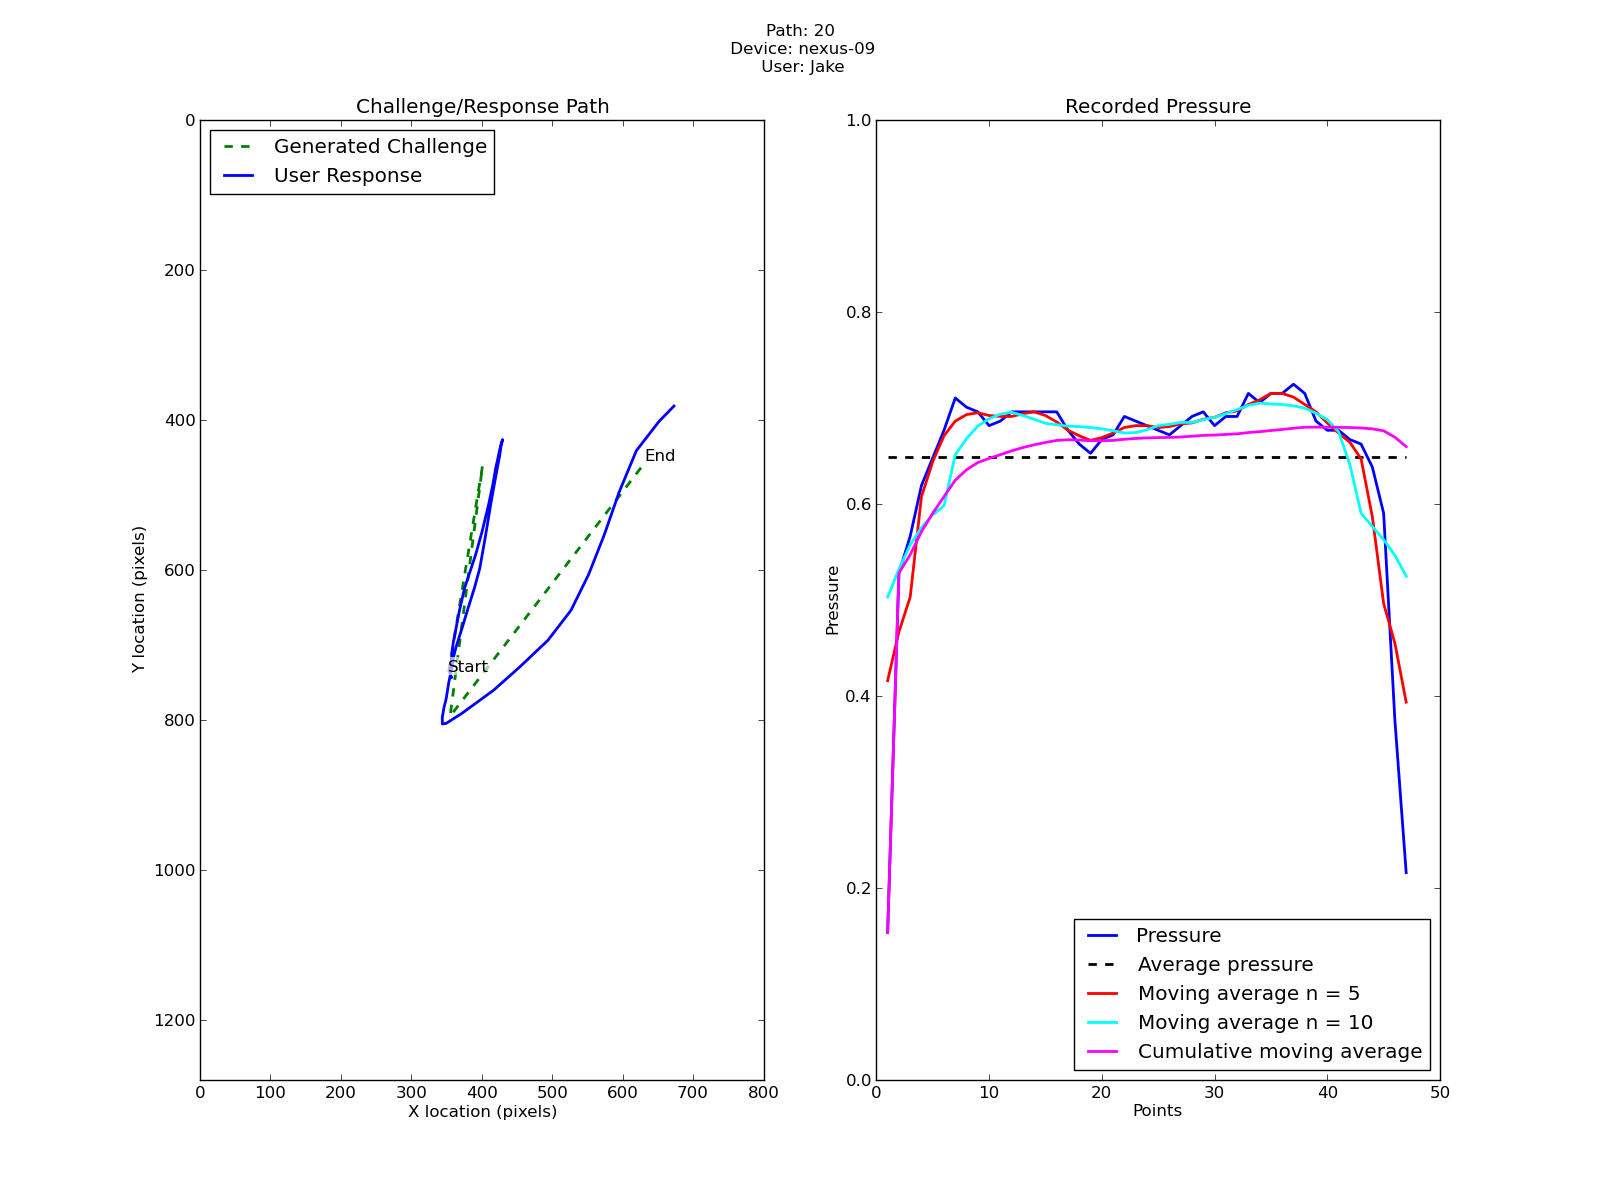 Path: 20
Device: nexus-09
User: Jake
Challenge/Response Path
Generated Challenge
User Response
0
200
400
600
800
1000
1200
Y location (pixels)
Start
End
0 100 200 300 400 500 600 700 800
X location (pixels)
Recorded Pressure
1.0
0.8
0.6
0.4
0.2
0.0
Pressure
Pressure
Average pressure
Moving average n = 5
Moving average n = 10
Cumulative moving average
0 10 20 30 40 50
Points